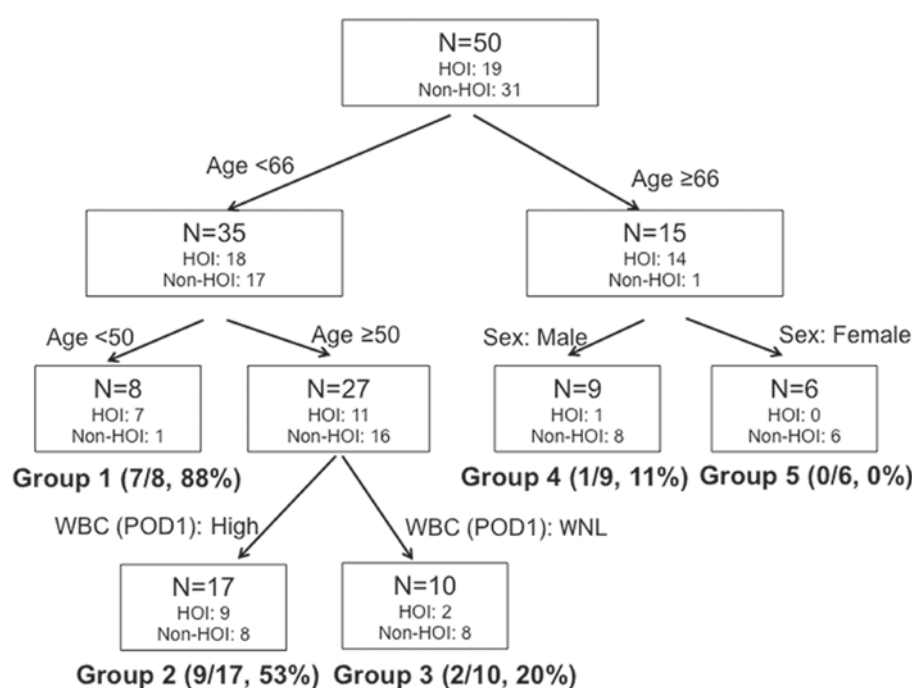 N=50
HOI: 19
Non-HOI: 31
Age <66
Age ≥66
N=35
HOI: 18
Non-HOI: 17
N=15
HOI: 14
Non-HOI: 1
Age <50
Age ≥50
Sex: Male
Sex: Female
N=8
HOI: 7
Non-HOI: 1
N=27
HOI: 11
Non-HOI: 16
N=9
HOI: 1
Non-HOI: 8
N=6
HOI: 0
Non-HOI: 6
Group 1 (7/8, 88%)
Group 4 (1/9, 11%)
Group 5 (0/6, 0%)
WBC (POD1): High
WBC (POD1): WNL
N=17
HOI: 9
Non-HOI: 8
N=10
HOI: 2
Non-HOI: 8
Group 2 (9/17, 53%)
Group 3 (2/10, 20%)